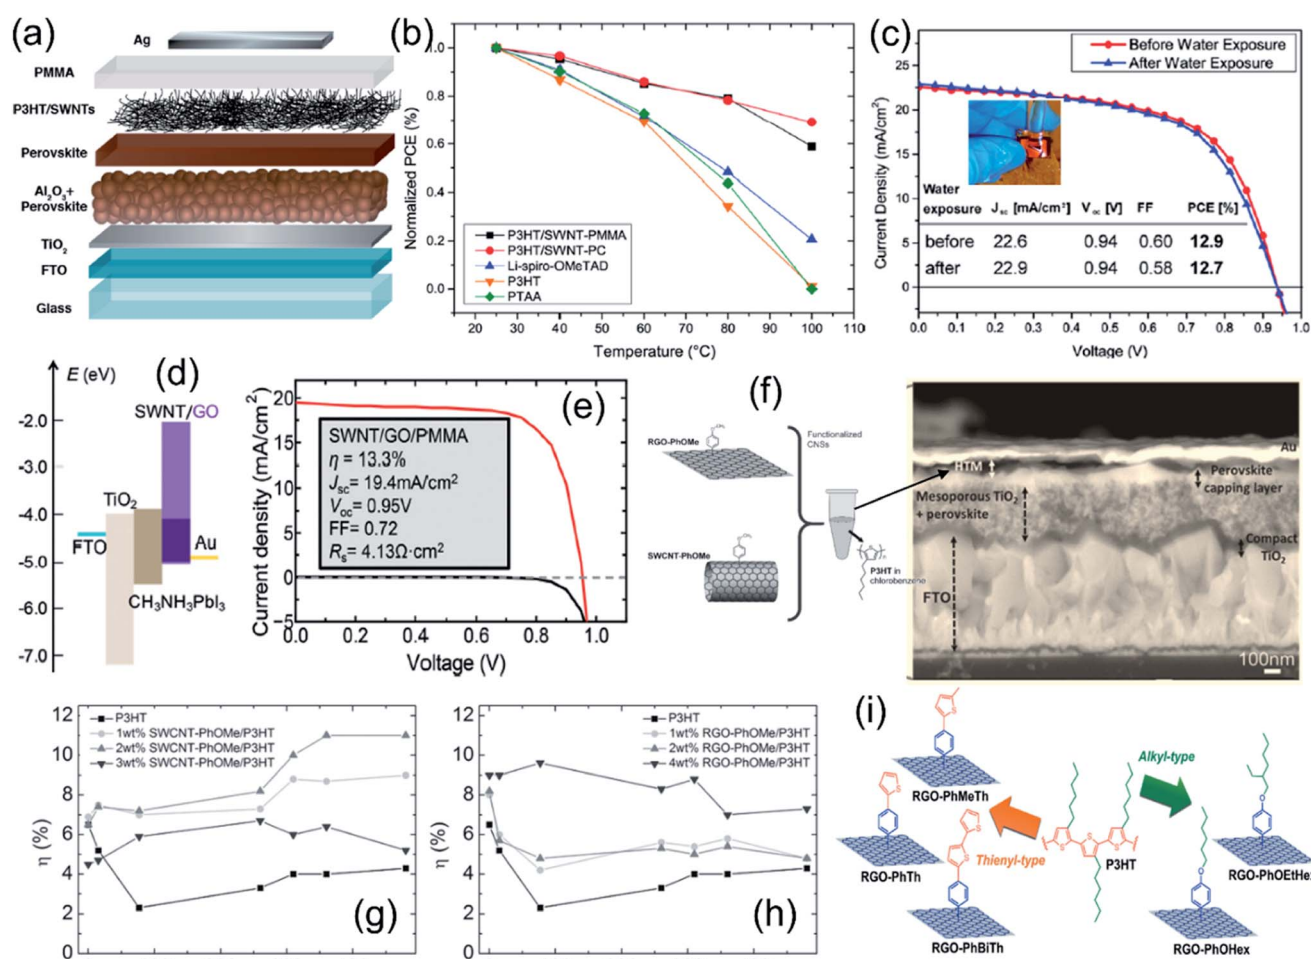 (a)
Ag
PMMA
P3HT/SWNTs
Perovskite
Al₂O₃+
Perovskite
TiO₂
FTO
Glass
(b)
Normalized PCE (%)
1.0
0.8
0.6
0.4
0.2
0.0
P3HT/SWNT-PMMA
P3HT/SWNT-PC
Li-spiro-OMeTAD
P3HT
PTAA
20 30 40 50 60 70 80 90 100 110
Temperature (°C)
(c)
Current Density (mA/cm²)
25
20
15
10
5
0
Before Water Exposure
After Water Exposure
Water
exposure J sc [mA/cm³] V oc [V] FF PCE [%]
before 22.6 0.94 0.60 12.9
after 22.9 0.94 0.58 12.7
0.0 0.1 0.2 0.3 0.4 0.5 0.6 0.7 0.8 0.9 1.0
Voltage (V)
(d)
E (eV)
-2.0
-3.0
-4.0
-5.0
-6.0
-7.0
SWNT/GO
TiO₂
FTO
Au
CH₃NH₃PbI₃
(e)
Current density (mA/cm²)
20
15
10
5
0
-5
SWNT/GO/PMMA
η = 13.3%
Jsc= 19.4mA/cm²
Voc= 0.95V
FF= 0.72
Rs= 4.13Ω·cm²
0.0 0.2 0.4 0.6 0.8 1.0
Voltage (V)
(f)
RGO-PhOMe
SWCNT-PhOMe
Functionalized
CNSs
P3HT in
chlorobenzene
Au
HTM
Perovskite
capping layer
Mesoporous TiO₂
+ perovskite
Compact
TiO₂
FTO
100nm
(g)
η (%)
12
10
8
6
4
2
0
P3HT
1wt% SWCNT-PhOMe/P3HT
2wt% SWCNT-PhOMe/P3HT
3wt% SWCNT-PhOMe/P3HT
(h)
η (%)
12
10
8
6
4
2
0
P3HT
1wt% RGO-PhOMe/P3HT
2wt% RGO-PhOMe/P3HT
4wt% RGO-PhOMe/P3HT
(i)
RGO-PhMeTh
Alkyl-type
RGO-PhTh
Thienyl-type
P3HT
RGO-PhOEtHex
RGO-PhBiTh
RGO-PhOHex